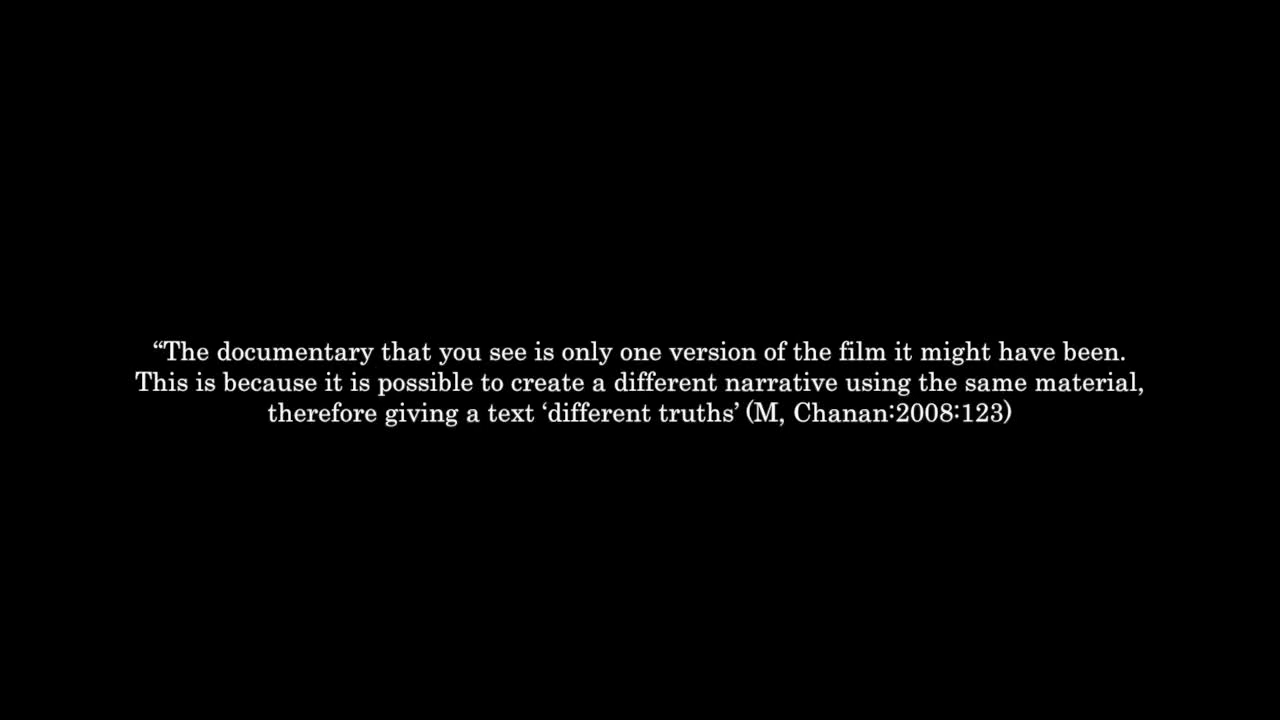 “The documentary that you see is only one version of the film it might have been.
This is because it is possible to create a different narrative using the same material,
therefore giving a text ‘different truths’ (M, Chanan:2008:123)